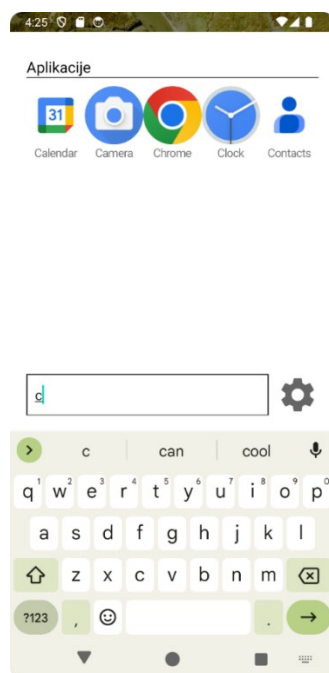 4:25
Aplikacije
31
Calendar Camera Chrome Clock Contacts
c
c can cool
q1 w2 e3 r4 t5 y6 u7 i8 o9 p0
a s d f g h j k l
z x c v b n m
?123 , .